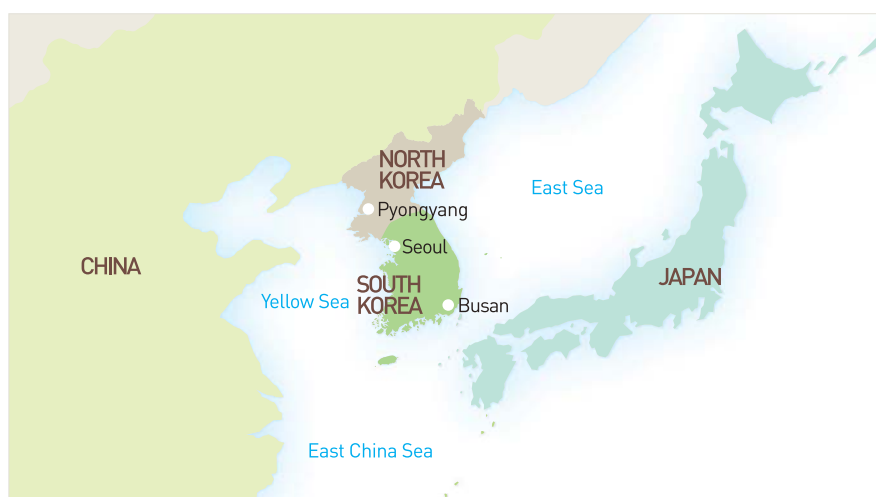 NORTH
KOREA
East Sea
Pyongyang
Seoul
CHINA
JAPAN
SOUTH
KOREA
Yellow Sea
Busan
East China Sea